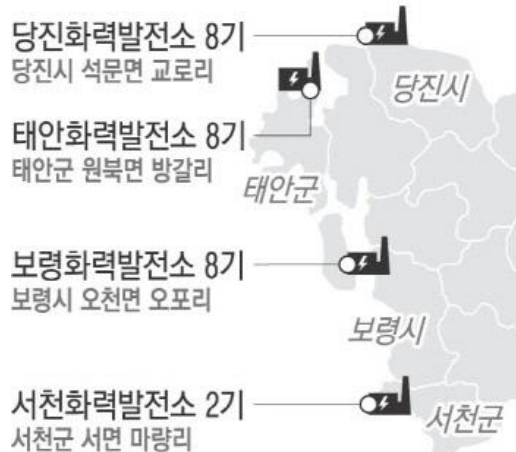 당진화력발전소 8기
당진시 석문면 교로리
당진시
태안화력발전소 8기
태안군 원북면 방갈리
태안군
보령화력발전소 8기
보령시 오천면 오포리
보령시
서천화력발전소 2기
서천군 서면 마량리
서천군